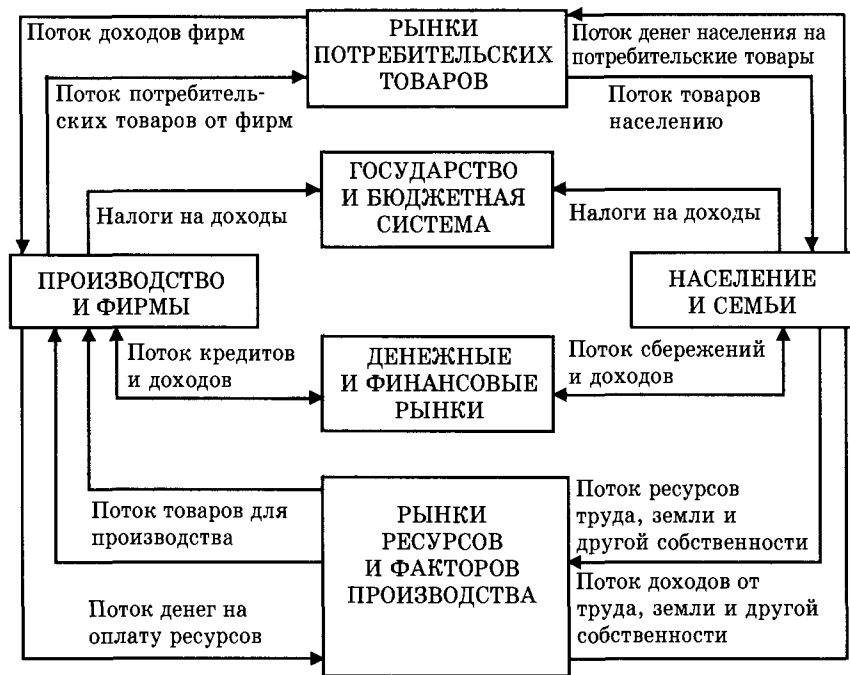 Поток доходов фирм
РЫНКИ
ПОТРЕБИТЕЛЬСКИХ
ТОВАРОВ
Поток денег населения на
потребительские товары
Поток потребитель-
ских товаров от фирм
Поток товаров
населению
ГОСУДАРСТВО
И БЮДЖЕТНАЯ
СИСТЕМА
Налоги на доходы
Налоги на доходы
ПРОИЗВОДСТВО
И ФИРМЫ
НАСЕЛЕНИЕ
И СЕМЬИ
Поток кредитов
и доходов
ДЕНЕЖНЫЕ
И ФИНАНСОВЫЕ
РЫНКИ
Поток сбережений
и доходов
Поток товаров для
производства
РЫНКИ
РЕСУРСОВ
И ФАКТОРОВ
ПРОИЗВОДСТВА
Поток ресурсов
труда, земли и
другой собственности
Поток денег на
оплату ресурсов
Поток доходов от
труда, земли и другой
собственности